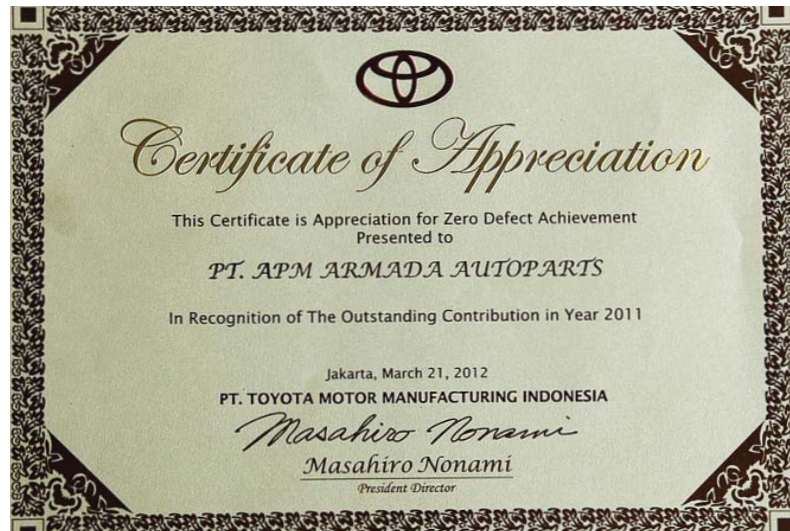 Certificate of Appreciation
This Certificate is Appreciation for Zero Defect Achievement
Presented to
PT. APM ARMADA AUTOPARTS
In Recognition of The Outstanding Contribution in Year 2011
Jakarta, March 21, 2012
PT. TOYOTA MOTOR MANUFACTURING INDONESIA
Masahiro Nonami
Masahiro Nonami
President Director